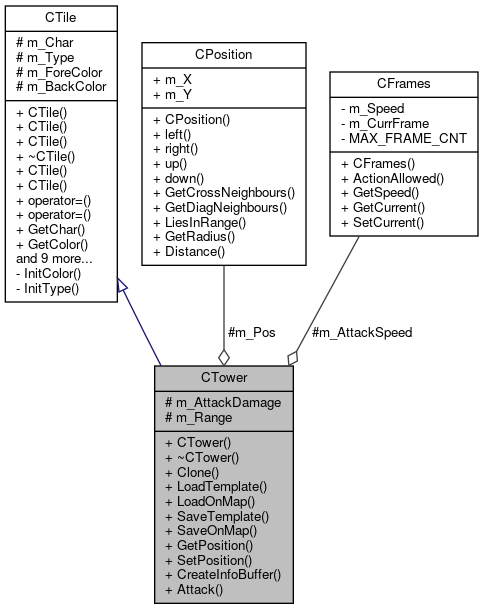 CTile
# m_Char
# m_Type
# m_ForeColor
# m_BackColor
+ CTile()
+ CTile()
+ CTile()
+ ~CTile()
+ CTile()
+ CTile()
+ operator=()
+ operator=()
+ GetChar()
+ GetColor()
and 9 more...
- InitColor()
- InitType()
CPosition
+ m_X
+ m_Y
+ CPosition()
+ left()
+ right()
+ up()
+ down()
+ GetCrossNeighbours()
+ GetDiagNeighbours()
+ LiesInRange()
+ GetRadius()
+ Distance()
CFrames
- m_Speed
- m_CurrFrame
- MAX_FRAME_CNT
+ CFrames()
+ ActionAllowed()
+ GetSpeed()
+ GetCurrent()
+ SetCurrent()
#m_Pos
#m_AttackSpeed
CTower
# m_AttackDamage
# m_Range
+ CTower()
+ ~CTower()
+ Clone()
+ LoadTemplate()
+ LoadOnMap()
+ SaveTemplate()
+ SaveOnMap()
+ GetPosition()
+ SetPosition()
+ CreateInfoBuffer()
+ Attack()